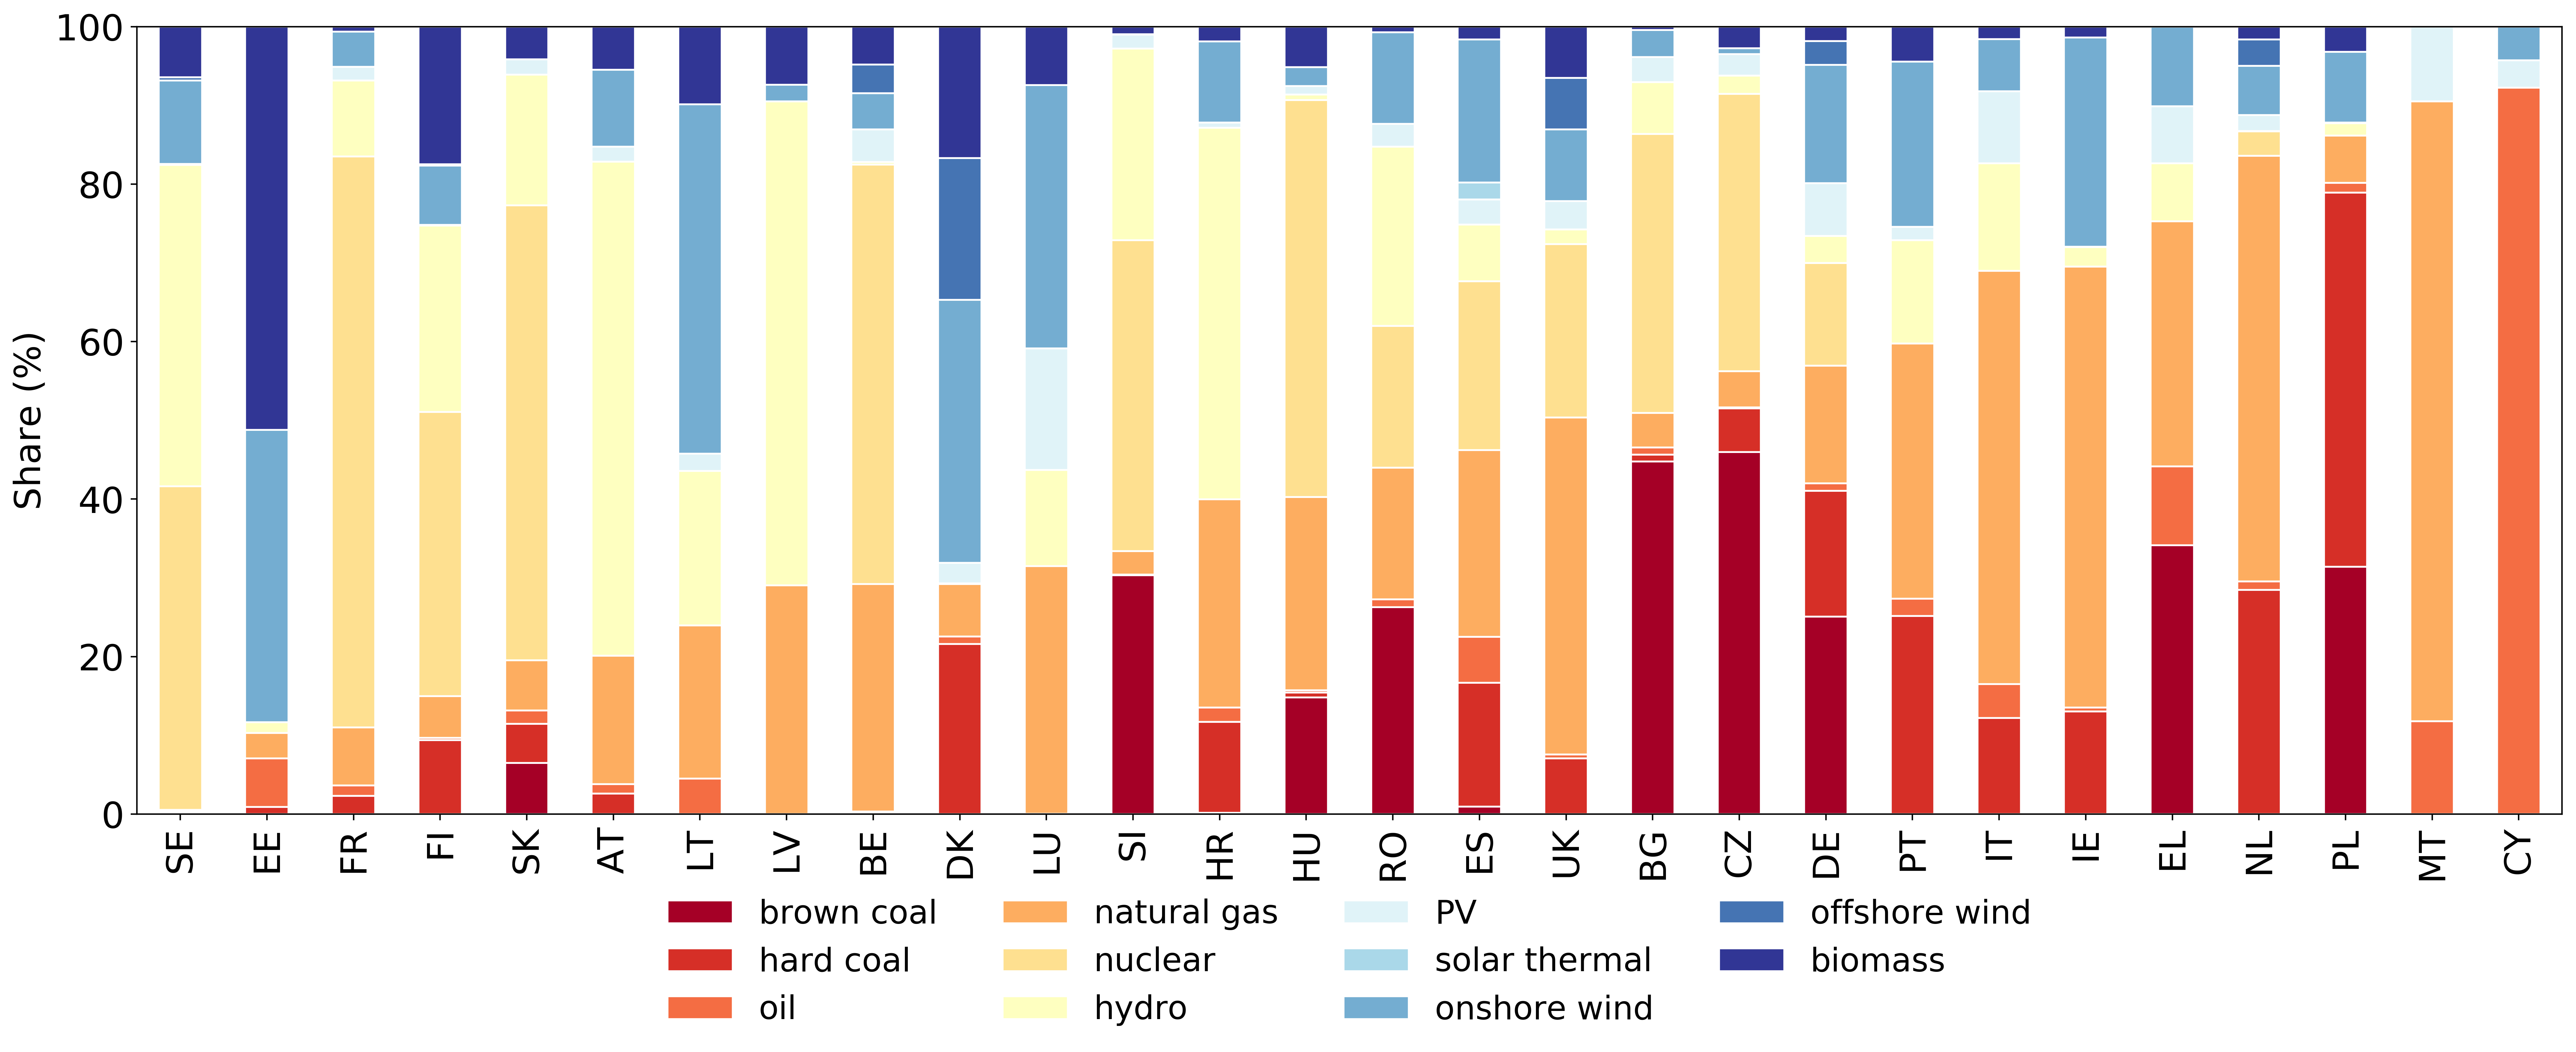 100
80
60
40
20
0
Share (%)
SE EE FR FI SK AT LT LV BE DK LU SI HR HU RO ES UK BG CZ DE PT IT IE EL NL PL MT CY
brown coal natural gas PV offshore wind
hard coal nuclear solar thermal biomass
oil hydro onshore wind